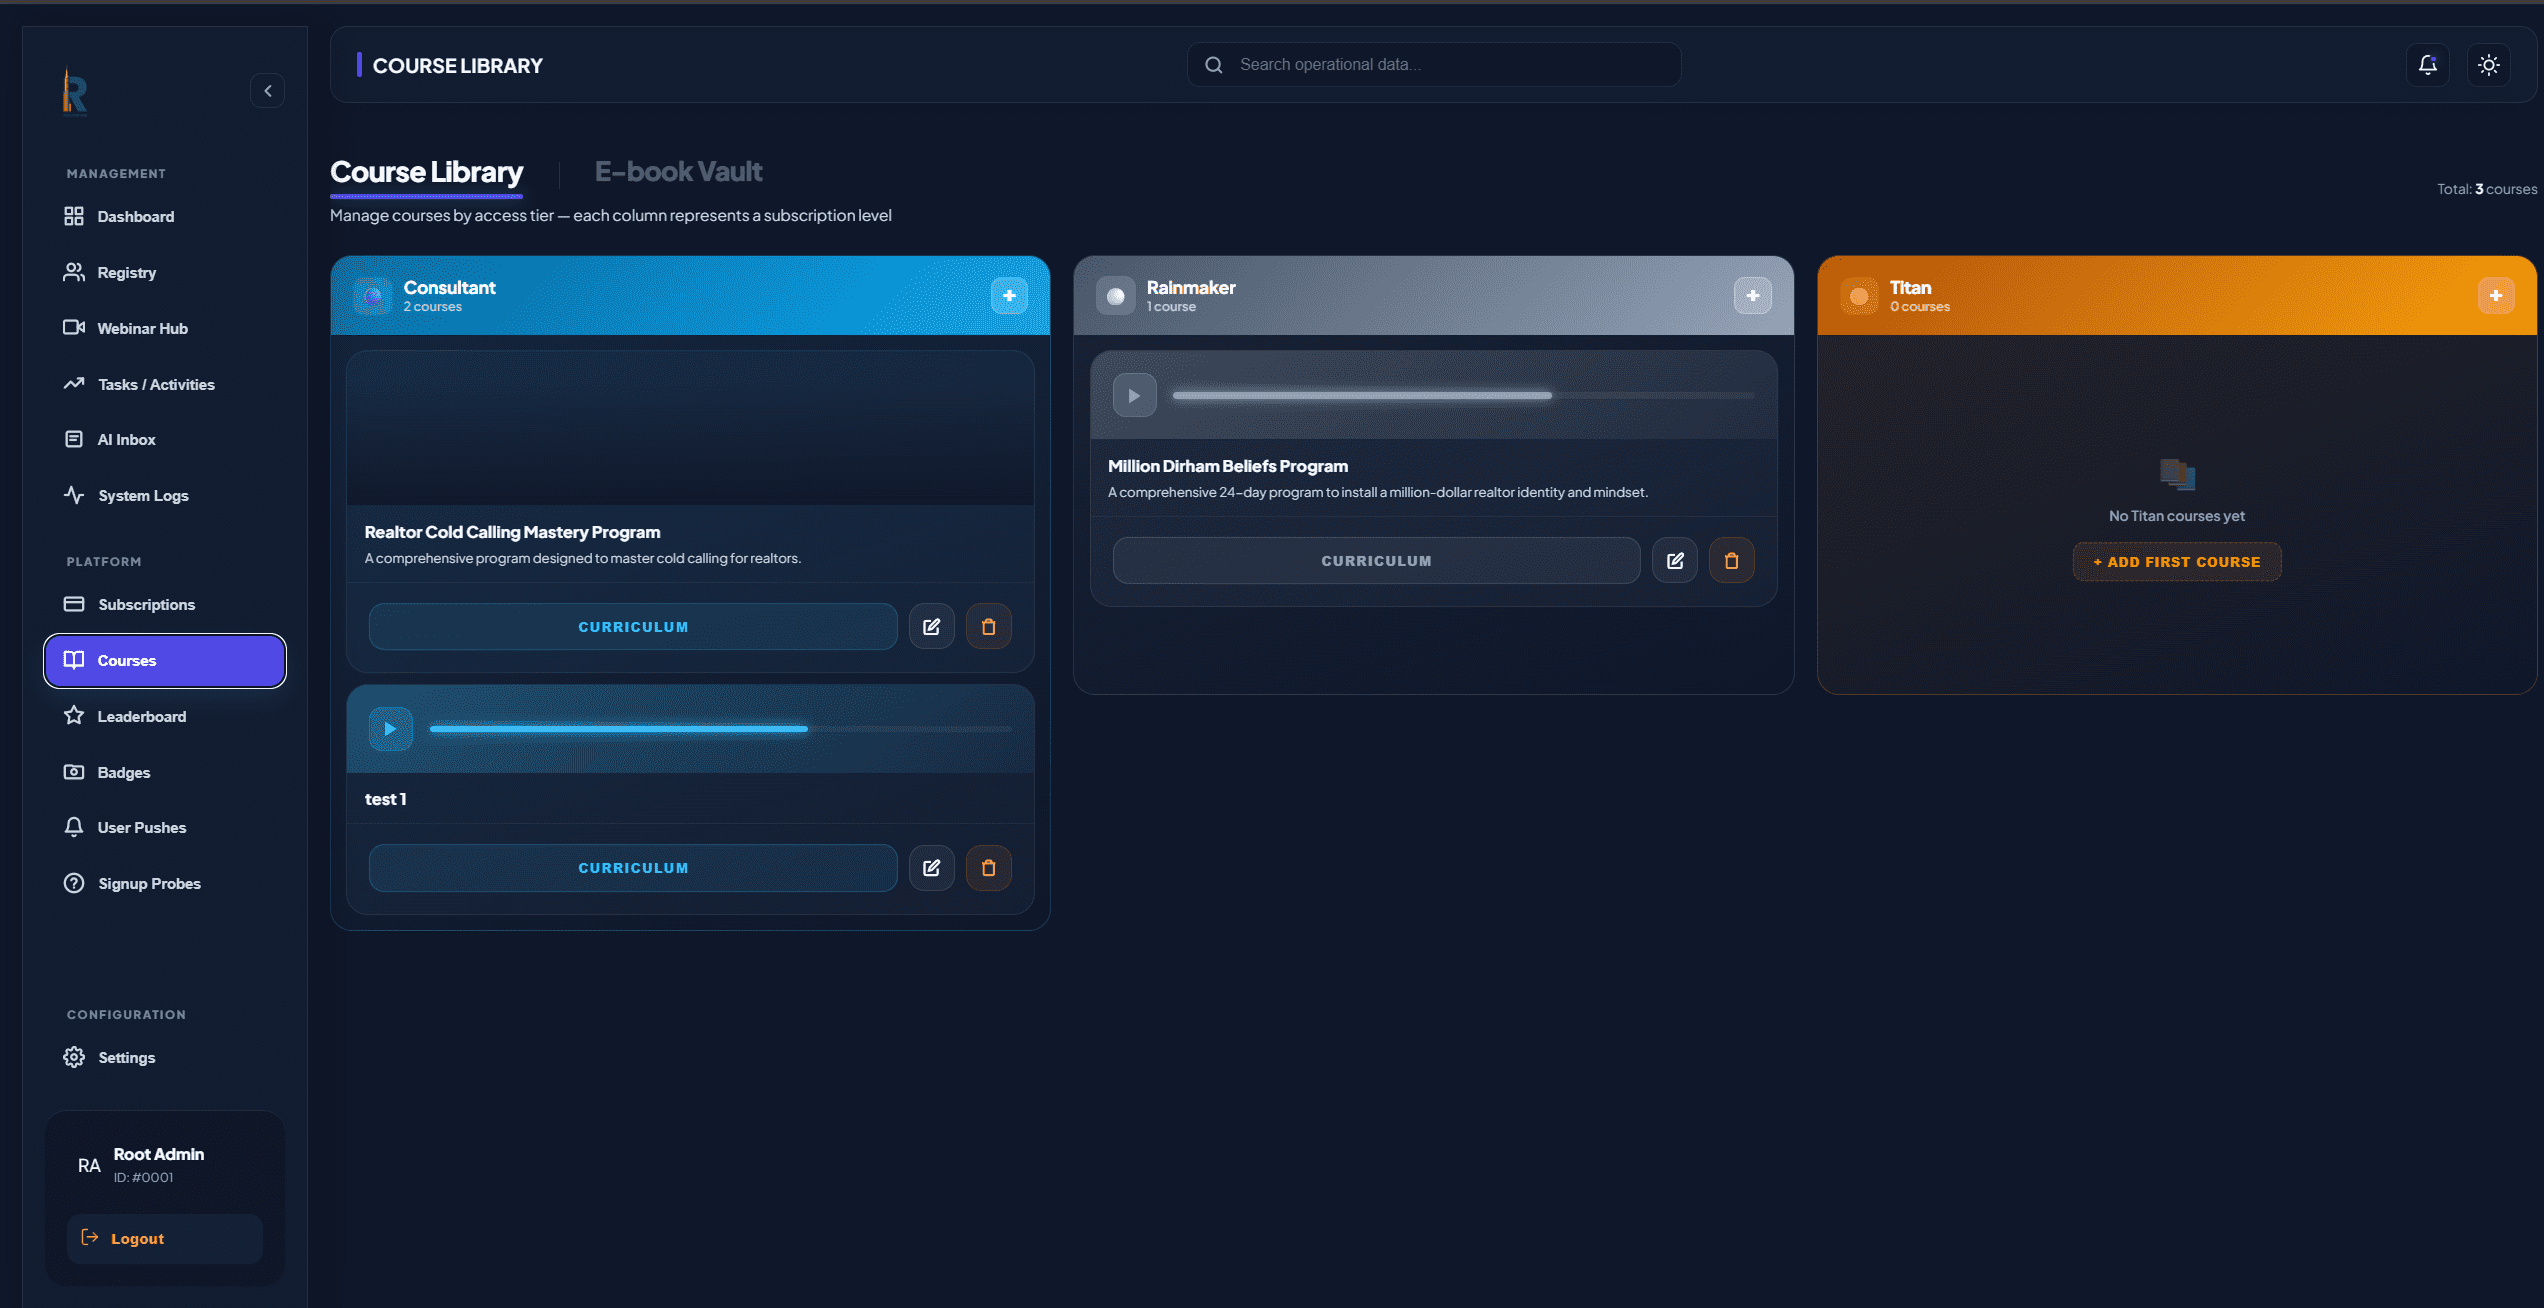 R
COURSE LIBRARY
Search operational data...
MANAGEMENT
Dashboard
Registry
Webinar Hub
Tasks / Activities
AI Inbox
System Logs
PLATFORM
Subscriptions
Courses
Leaderboard
Badges
User Pushes
Signup Probes
CONFIGURATION
Settings
RA
Root Admin
ID: #0001
Logout
Course Library
E-book Vault
Manage courses by access tier — each column represents a subscription level
Total: 3 courses
Consultant
2 courses
+
Realtor Cold Calling Mastery Program
A comprehensive program designed to master cold calling for realtors.
CURRICULUM
test 1
CURRICULUM
Rainmaker
1 course
+
Million Dirham Beliefs Program
A comprehensive 24-day program to install a million-dollar realtor identity and mindset.
CURRICULUM
Titan
0 courses
+
No Titan courses yet
+ ADD FIRST COURSE